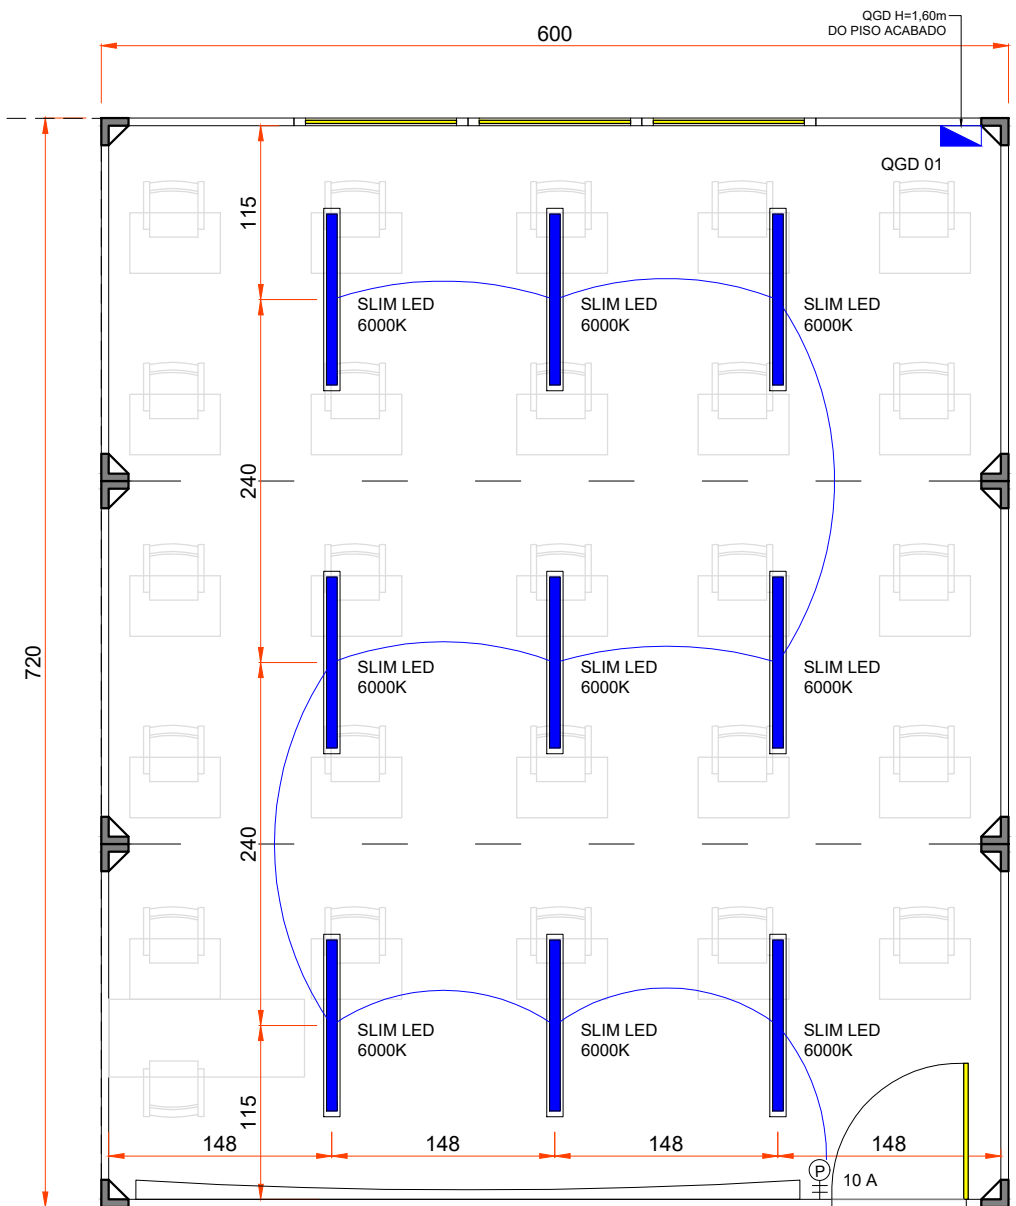 QGD H=1,60m
DO PISO ACABADO
600
QGD 01
115
SLIM LED
6000K
SLIM LED
6000K
SLIM LED
6000K
240
720
SLIM LED
6000K
SLIM LED
6000K
SLIM LED
6000K
240
SLIM LED
6000K
SLIM LED
6000K
SLIM LED
6000K
115
148
148
148
148
P
10 A